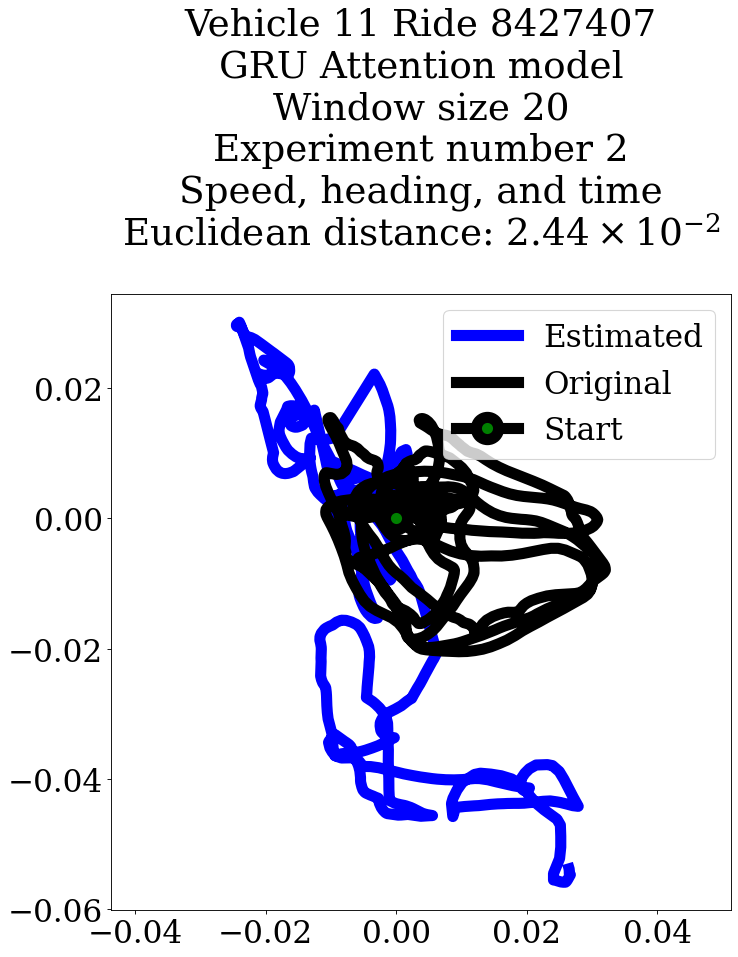 Vehicle 11 Ride 8427407
GRU Attention model
Window size 20
Experiment number 2
Speed, heading, and time
Euclidean distance: 2.44 × 10⁻²
Estimated
Original
Start
0.02
0.00
−0.02
−0.04
−0.06
−0.04 −0.02 0.00 0.02 0.04